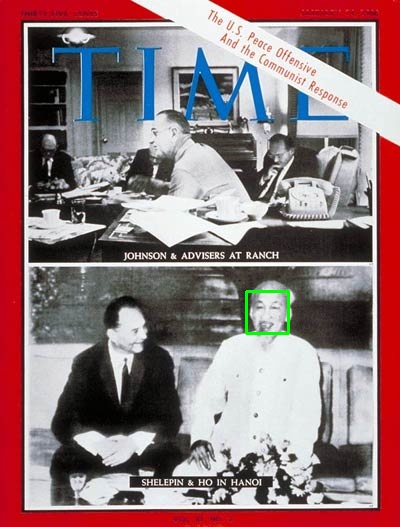 The U.S. Peace Offensive
And the Communist Response
TIME
JOHNSON & ADVISERS AT RANCH
SHELEPIN & HO IN HANOI